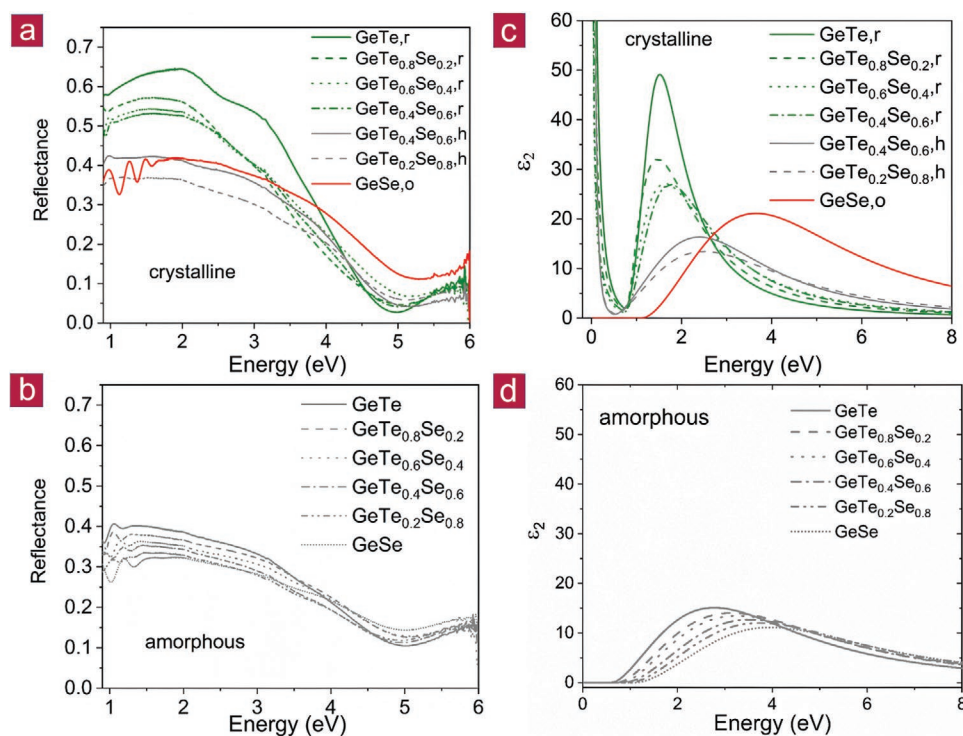 a
0.7
0.6
0.5
0.4
0.3
0.2
0.1
0.0
Reflectance
GeTe,r
GeTe₀.₈Se₀.₂,r
GeTe₀.₆Se₀.₄,r
GeTe₀.₄Se₀.₆,r
GeTe₀.₄Se₀.₆,h
GeTe₀.₂Se₀.₈,h
GeSe,o
crystalline
1 2 3 4 5 6
Energy (eV)
c
60
50
40
30
20
10
0
ε₂
crystalline
GeTe,r
GeTe₀.₈Se₀.₂,r
GeTe₀.₆Se₀.₄,r
GeTe₀.₄Se₀.₆,r
GeTe₀.₄Se₀.₆,h
GeTe₀.₂Se₀.₈,h
GeSe,o
0 2 4 6 8
Energy (eV)
b
0.7
0.6
0.5
0.4
0.3
0.2
0.1
0.0
Reflectance
GeTe
GeTe₀.₈Se₀.₂
GeTe₀.₆Se₀.₄
GeTe₀.₄Se₀.₆
GeTe₀.₂Se₀.₈
GeSe
amorphous
1 2 3 4 5 6
Energy (eV)
d
60
50
40
30
20
10
0
ε₂
amorphous
GeTe
GeTe₀.₈Se₀.₂
GeTe₀.₆Se₀.₄
GeTe₀.₄Se₀.₆
GeTe₀.₂Se₀.₈
GeSe
0 2 4 6 8
Energy (eV)